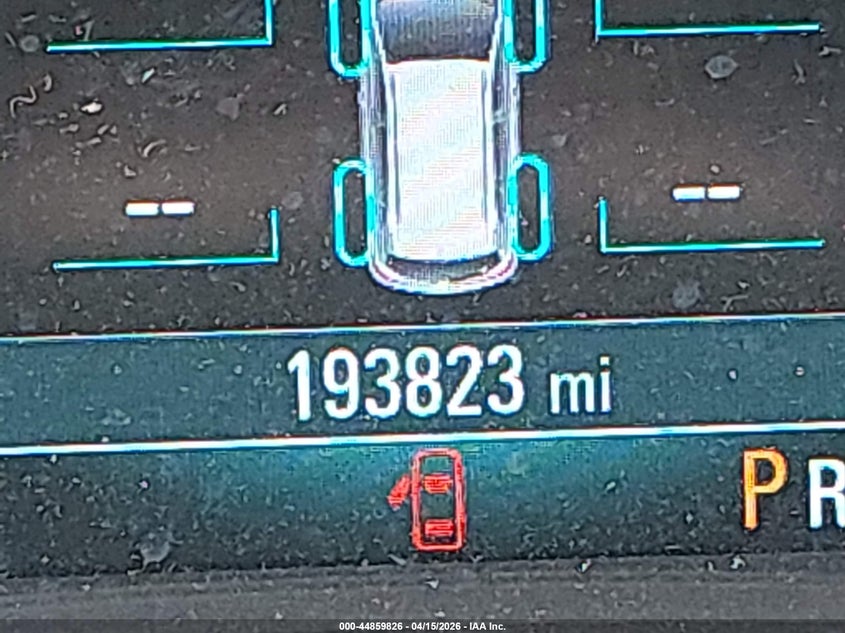 -- --
193823 mi
P R
000-44859826 - 04/15/2026 - IAA Inc.